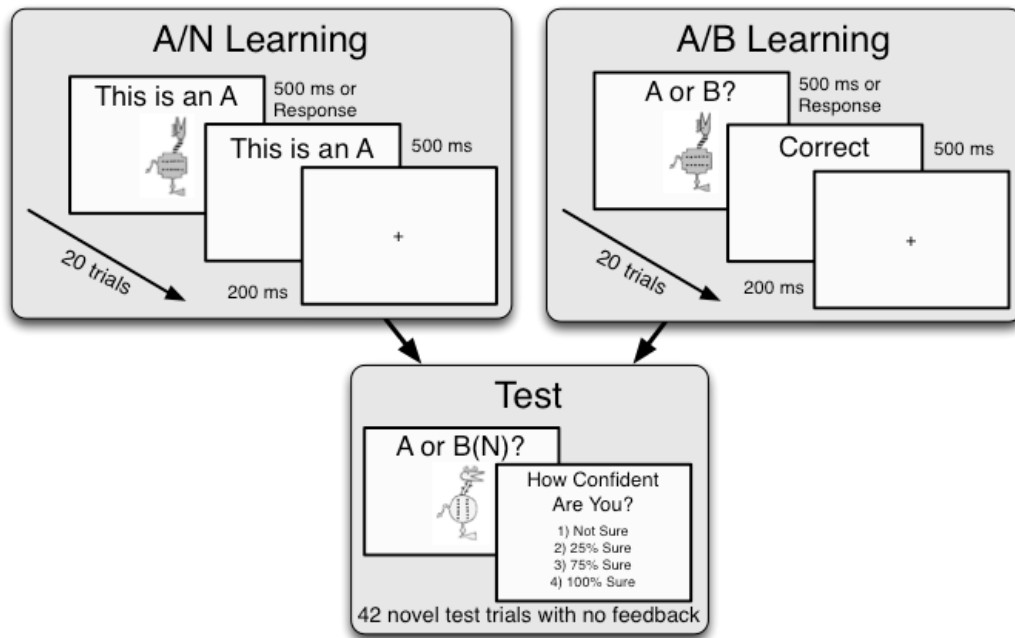 A/N Learning
This is an A
500 ms or
Response
This is an A
500 ms
+
200 ms
20 trials
A/B Learning
A or B?
500 ms or
Response
Correct
500 ms
+
200 ms
20 trials
Test
A or B(N)?
How Confident
Are You?
1) Not Sure
2) 25% Sure
3) 75% Sure
4) 100% Sure
42 novel test trials with no feedback